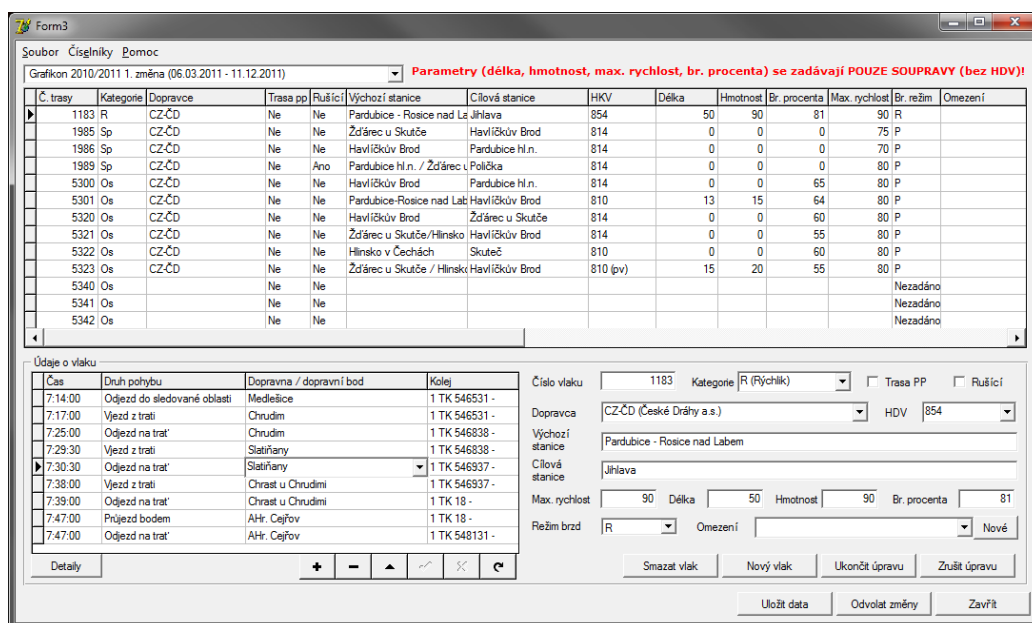 Form3
Soubor Číselníky Pomoc
Grafikon 2010/2011 1. změna (06.03.2011 - 11.12.2011) Parametry (délka, hmotnost, max. rychlost, br. procenta) se zadávají POUZE SOUPRAVY (bez HDV)!
Č. trasy Kategorie Dopravce Trasa pp Rušící Výchozí stanice Cílová stanice HKV Délka Hmotnost Br. procenta Max. rychlost Br. režim Omezení
1183 R CZ-ČD Ne Ne Pardubice - Rosice nad La Jihlava 854 50 90 81 90 R
1985 Sp CZ-ČD Ne Ne Žďárec u Skutče Havlíčkův Brod 814 0 0 0 75 P
1986 Sp CZ-ČD Ne Ne Havlíčkův Brod Pardubice hl.n. 814 0 0 0 70 P
1989 Sp CZ-ČD Ne Ano Pardubice hl.n. / Žďárec u Polička 814 0 0 0 80 P
5300 Os CZ-ČD Ne Ne Havlíčkův Brod Pardubice hl.n. 814 0 0 65 80 P
5301 Os CZ-ČD Ne Ne Pardubice-Rosice nad Lab Havlíčkův Brod 810 13 15 64 80 P
5320 Os CZ-ČD Ne Ne Havlíčkův Brod Žďárec u Skutče 814 0 0 60 80 P
5321 Os CZ-ČD Ne Ne Žďárec u Skutče/Hlinsko Havlíčkův Brod 814 0 0 55 80 P
5322 Os CZ-ČD Ne Ne Hlinsko v Čechách Skuteč 810 0 0 60 80 P
5323 Os CZ-ČD Ne Ne Žďárec u Skutče / Hlinsko Havlíčkův Brod 810 (pv) 15 20 55 80 P
5340 Os Ne Ne Nezadáno
5341 Os Ne Ne Nezadáno
5342 Os Ne Ne Nezadáno
Údaje o vlaku
Čas Druh pohybu Dopravna / dopravní bod Kolej
7:14:00 Odjezd do sledované oblasti Medlešice 1 TK 546531 -
7:17:00 Vjezd z trati Chrudim 1 TK 546531 -
7:25:00 Odjezd na trať Chrudim 1 TK 546838 -
7:29:30 Vjezd z trati Slatiňany 1 TK 546838 -
7:30:30 Odjezd na trať Slatiňany 1 TK 546937 -
7:38:00 Vjezd z trati Chrast u Chrudimi 1 TK 546937 -
7:39:00 Odjezd na trať Chrast u Chrudimi 1 TK 18 -
7:47:00 Průjezd bodem AHr. Cejřov 1 TK 18 -
7:47:00 Odjezd na trať AHr. Cejřov 1 TK 548131 -
Detaily
Číslo vlaku 1183 Kategorie R (Rýchlik) Trasa PP Rušící
Dopravca CZ-ČD (České Dráhy a.s.) HDV 854
Výchozí stanice Pardubice - Rosice nad Labem
Cílová stanice Jihlava
Max. rychlost 90 Délka 50 Hmotnost 90 Br. procenta 81
Režim brzd R Omezení Nové
Smazat vlak Nový vlak Ukončit úpravu Zrušit úpravu
Uložit data Odvolat změny Zavřít